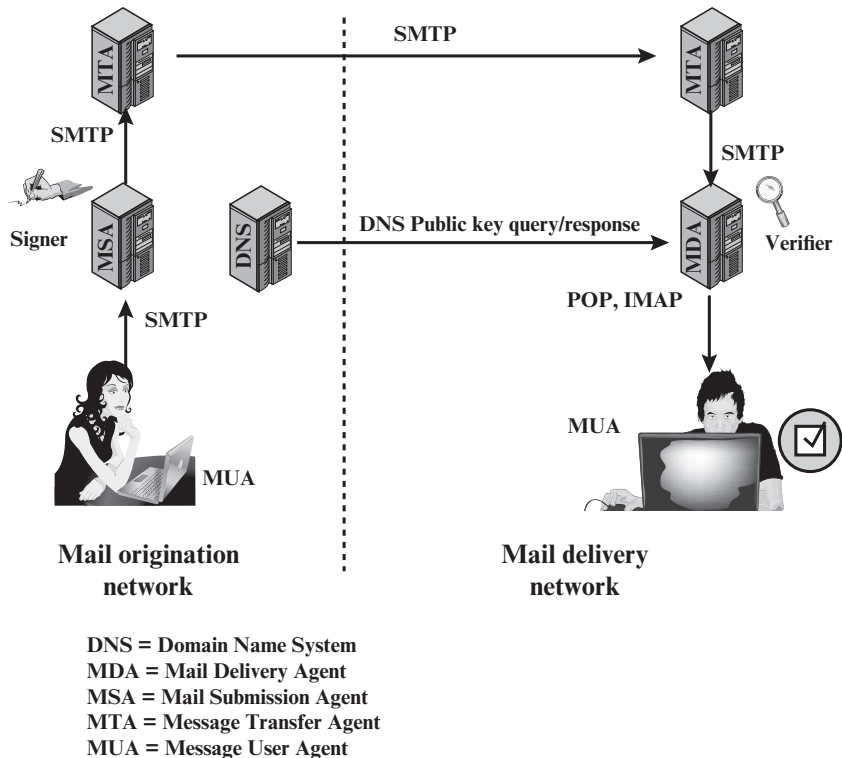 MTA
SMTP
MTA
SMTP
SMTP
Signer
MSA
DNS
DNS Public key query/response
MDA
Verifier
SMTP
POP, IMAP
MUA
MUA
Mail origination
network
Mail delivery
network
DNS = Domain Name System
MDA = Mail Delivery Agent
MSA = Mail Submission Agent
MTA = Message Transfer Agent
MUA = Message User Agent